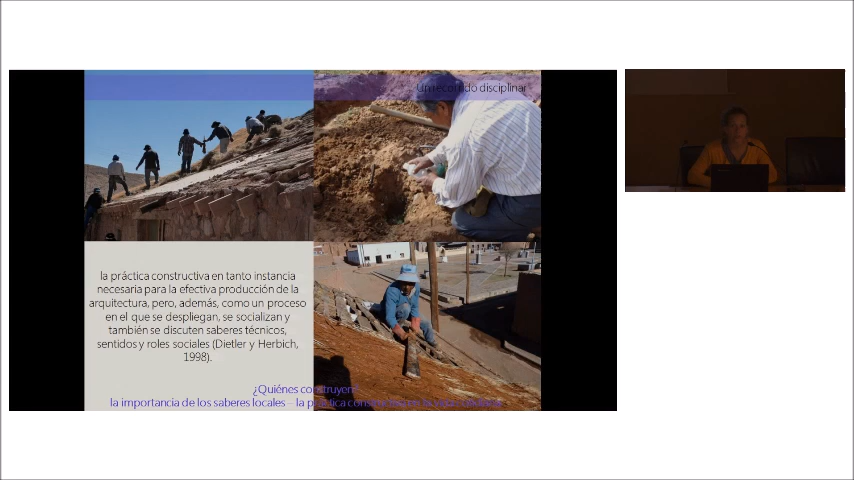 Un recorrido disciplinar
la práctica constructiva en tanto instancia
necesaria para la efectiva producción de la
arquitectura, pero, además, como un proceso
en el que se despliegan, se socializan y
también se discuten saberes técnicos,
sentidos y roles sociales (Dietler y Herbich,
1998).
¿Quiénes construyen?
la importancia de los saberes locales – la práctica